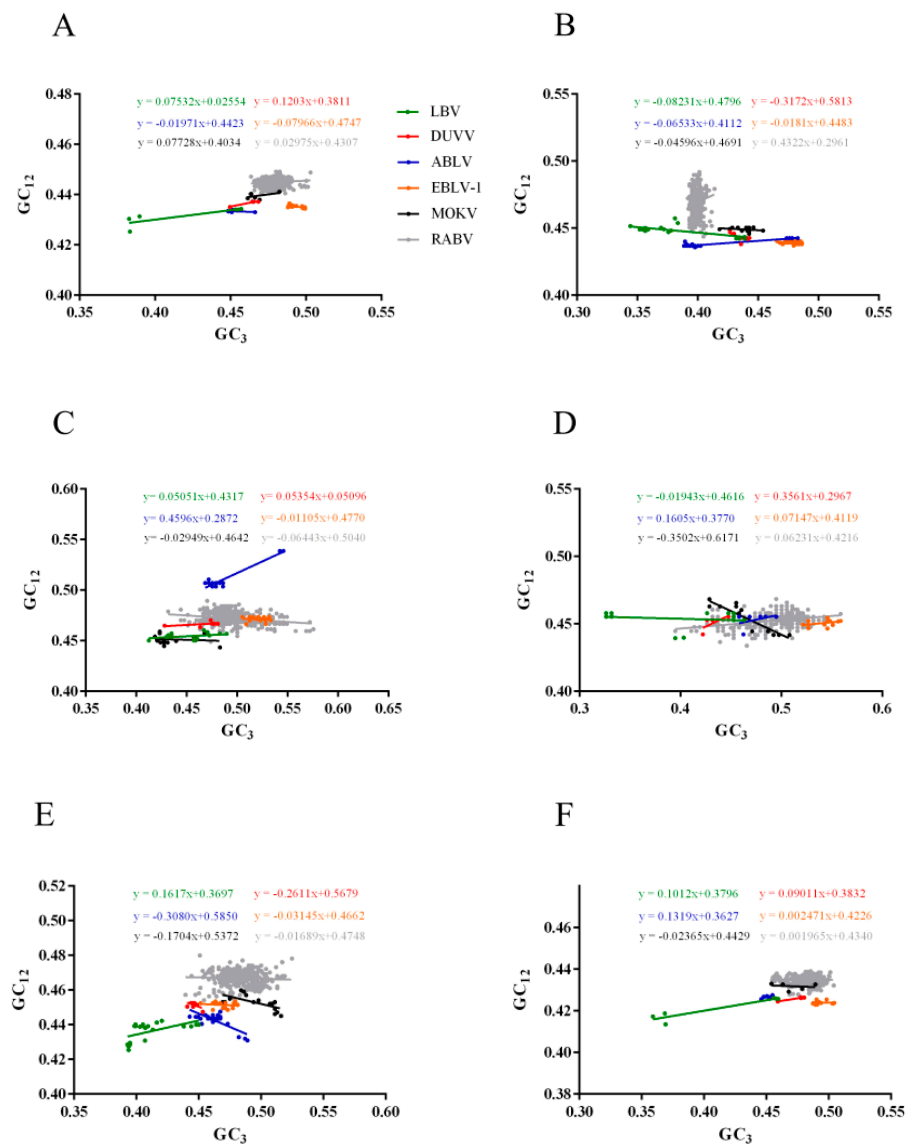 A
B
0.48
0.46
0.44
0.42
0.40
GC12
y = 0.07532x+0.02554 y = 0.1203x+0.3811
y = -0.01971x+0.4423 y = -0.07966x+0.4747
y = 0.07728x+0.4034 y = 0.02975x+0.4307
0.35 0.40 0.45 0.50 0.55
GC3
LBV
DUVV
ABLV
EBLV-1
MOKV
RABV
0.55
0.50
0.45
0.40
GC12
y = -0.08231x+0.4796 y = -0.3172x+0.5813
y = -0.06533x+0.4112 y = -0.0181x+0.4483
y = -0.04596x+0.4691 y = 0.4322x+0.2961
0.30 0.35 0.40 0.45 0.50 0.55
GC3
C
D
0.60
0.55
0.50
0.45
0.40
GC12
y= 0.05051x+0.4317 y= 0.05354x+0.05096
y= 0.4596x+0.2872 y= -0.01105x+0.4770
y= -0.02949x+0.4642 y= -0.06443x+0.5040
0.35 0.40 0.45 0.50 0.55 0.60 0.65
GC3
0.55
0.50
0.45
0.40
GC12
y = -0.01943x+0.4616 y = 0.3561x+0.2967
y = 0.1605x+0.3770 y = 0.07147x+0.4119
y = -0.3502x+0.6171 y = 0.06231x+0.4216
0.3 0.4 0.5 0.6
GC3
E
F
0.52
0.50
0.48
0.46
0.44
0.42
0.40
GC12
y = 0.1617x+0.3697 y = -0.2611x+0.5679
y = -0.3080x+0.5850 y = -0.03145x+0.4662
y = -0.1704x+0.5372 y = -0.01689x+0.4748
0.35 0.40 0.45 0.50 0.55 0.60
GC3
0.46
0.44
0.42
0.40
0.38
GC12
y = 0.1012x+0.3796 y = 0.09011x+0.3832
y = 0.1319x+0.3627 y = 0.002471x+0.4226
y = -0.02365x+0.4429 y = 0.001965x+0.4340
0.30 0.35 0.40 0.45 0.50 0.55
GC3